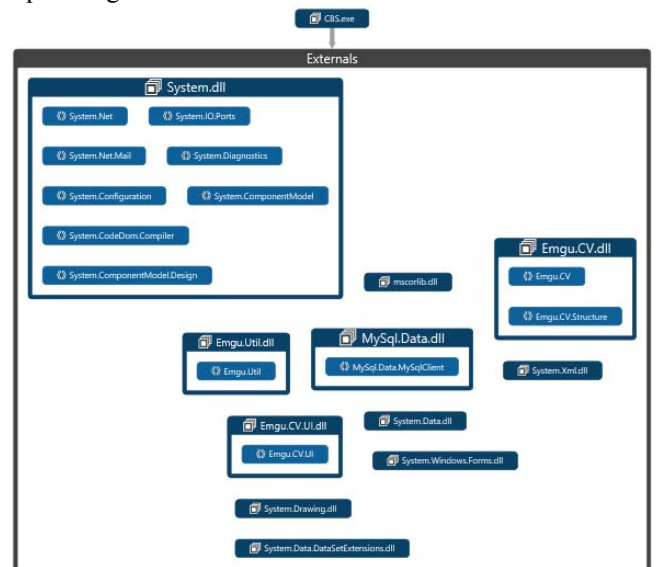 CBS.exe
Externals
System.dll
System.Net
System.IO.Ports
System.Net.Mail
System.Diagnostics
System.Configuration
System.ComponentModel
System.CodeDom.Compiler
System.ComponentModel.Design
Emgu.CV.dll
Emgu.CV
Emgu.CV.Structure
mscorlib.dll
Emgu.Util.dll
Emgu.Util
MySql.Data.dll
MySql.Data.MySqlClient
System.Xml.dll
Emgu.CV.UI.dll
Emgu.CV.UI
System.Data.dll
System.Windows.Forms.dll
System.Drawing.dll
System.Data.DataSetExtensions.dll